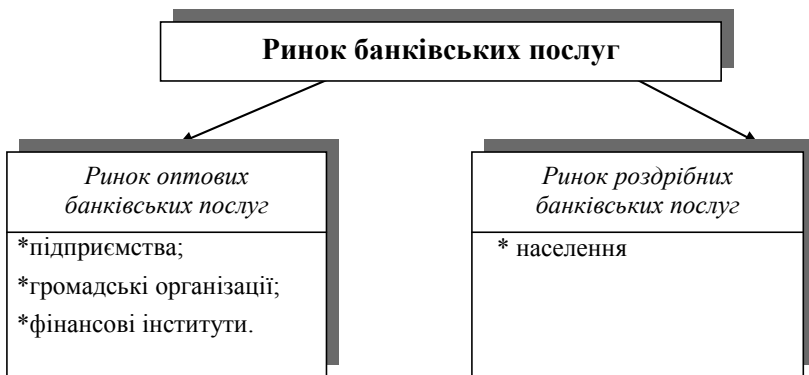 Ринок банківських послуг
Ринок оптових
банківських послуг
*підприємства;
*громадські організації;
*фінансові інститути.
Ринок роздрібних
банківських послуг
* населення